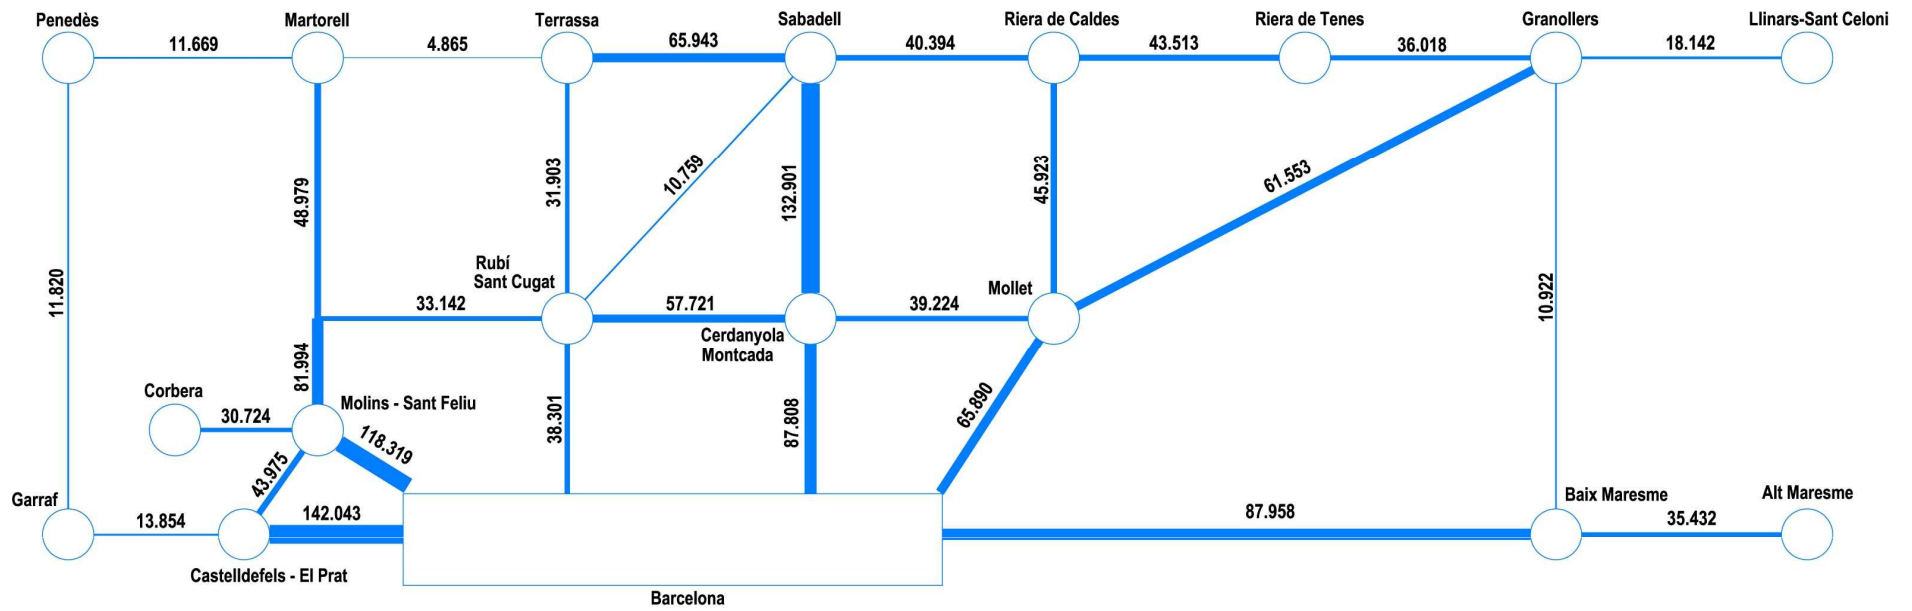 Penedès
Martorell
Terrassa
Sabadell
Riera de Caldes
Riera de Tenes
Granollers
Llinars-Sant Celoni
11.669
4.865
65.943
40.394
43.513
36.018
18.142
48.979
31.903
10.759
132.901
45.923
61.553
11.820
10.922
Rubí
Sant Cugat
33.142
57.721
39.224
Mollet
Cerdanyola
Montcada
81.994
Corbera
30.724
Molins - Sant Feliu
118.319
43.975
38.301
87.808
65.890
Garraf
13.854
142.043
87.958
Baix Maresme
35.432
Alt Maresme
Castelldefels - El Prat
Barcelona